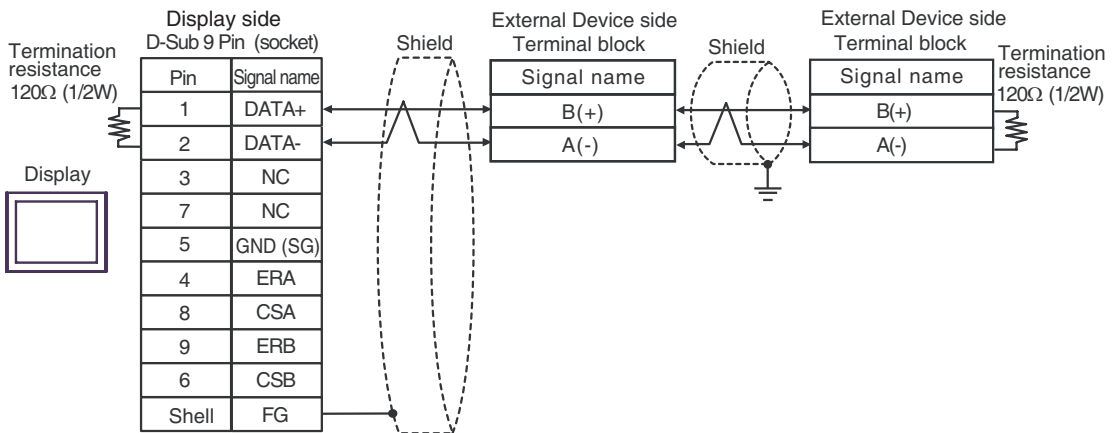 Display side
D-Sub 9 Pin (socket)
Termination
resistance
120Ω (1/2W)
Pin Signal name
1 DATA+
2 DATA-
3 NC
7 NC
5 GND (SG)
4 ERA
8 CSA
9 ERB
6 CSB
Shell FG
Display
Shield
External Device side
Terminal block
Signal name
B(+)
A(-)
Shield
External Device side
Terminal block
Signal name
B(+)
A(-)
Termination
resistance
120Ω (1/2W)